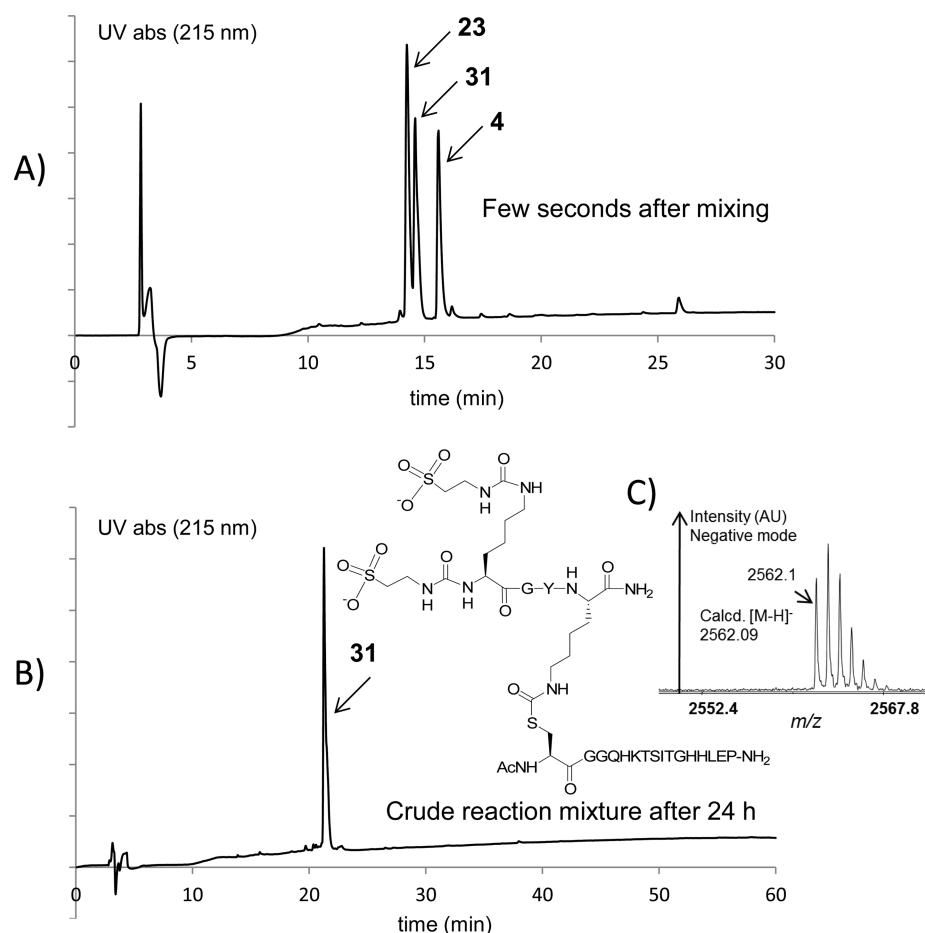 A)
UV abs (215 nm)
23
31
4
Few seconds after mixing
0 5 10 15 20 25 30
time (min)
B)
UV abs (215 nm)
31
O O
S
-O
N
H
O
NH
O O
S
-O
N
H
O
N
H
O
G-Y-N
H
O
NH2
O
NH
S
AcNH
O
GGQHKTSITGHHLEP-NH2
Crude reaction mixture after 24 h
0 10 20 30 40 50 60
time (min)
C)
Intensity (AU)
Negative mode
2562.1
Calcd. [M-H]-
2562.09
2552.4 2567.8
m/z